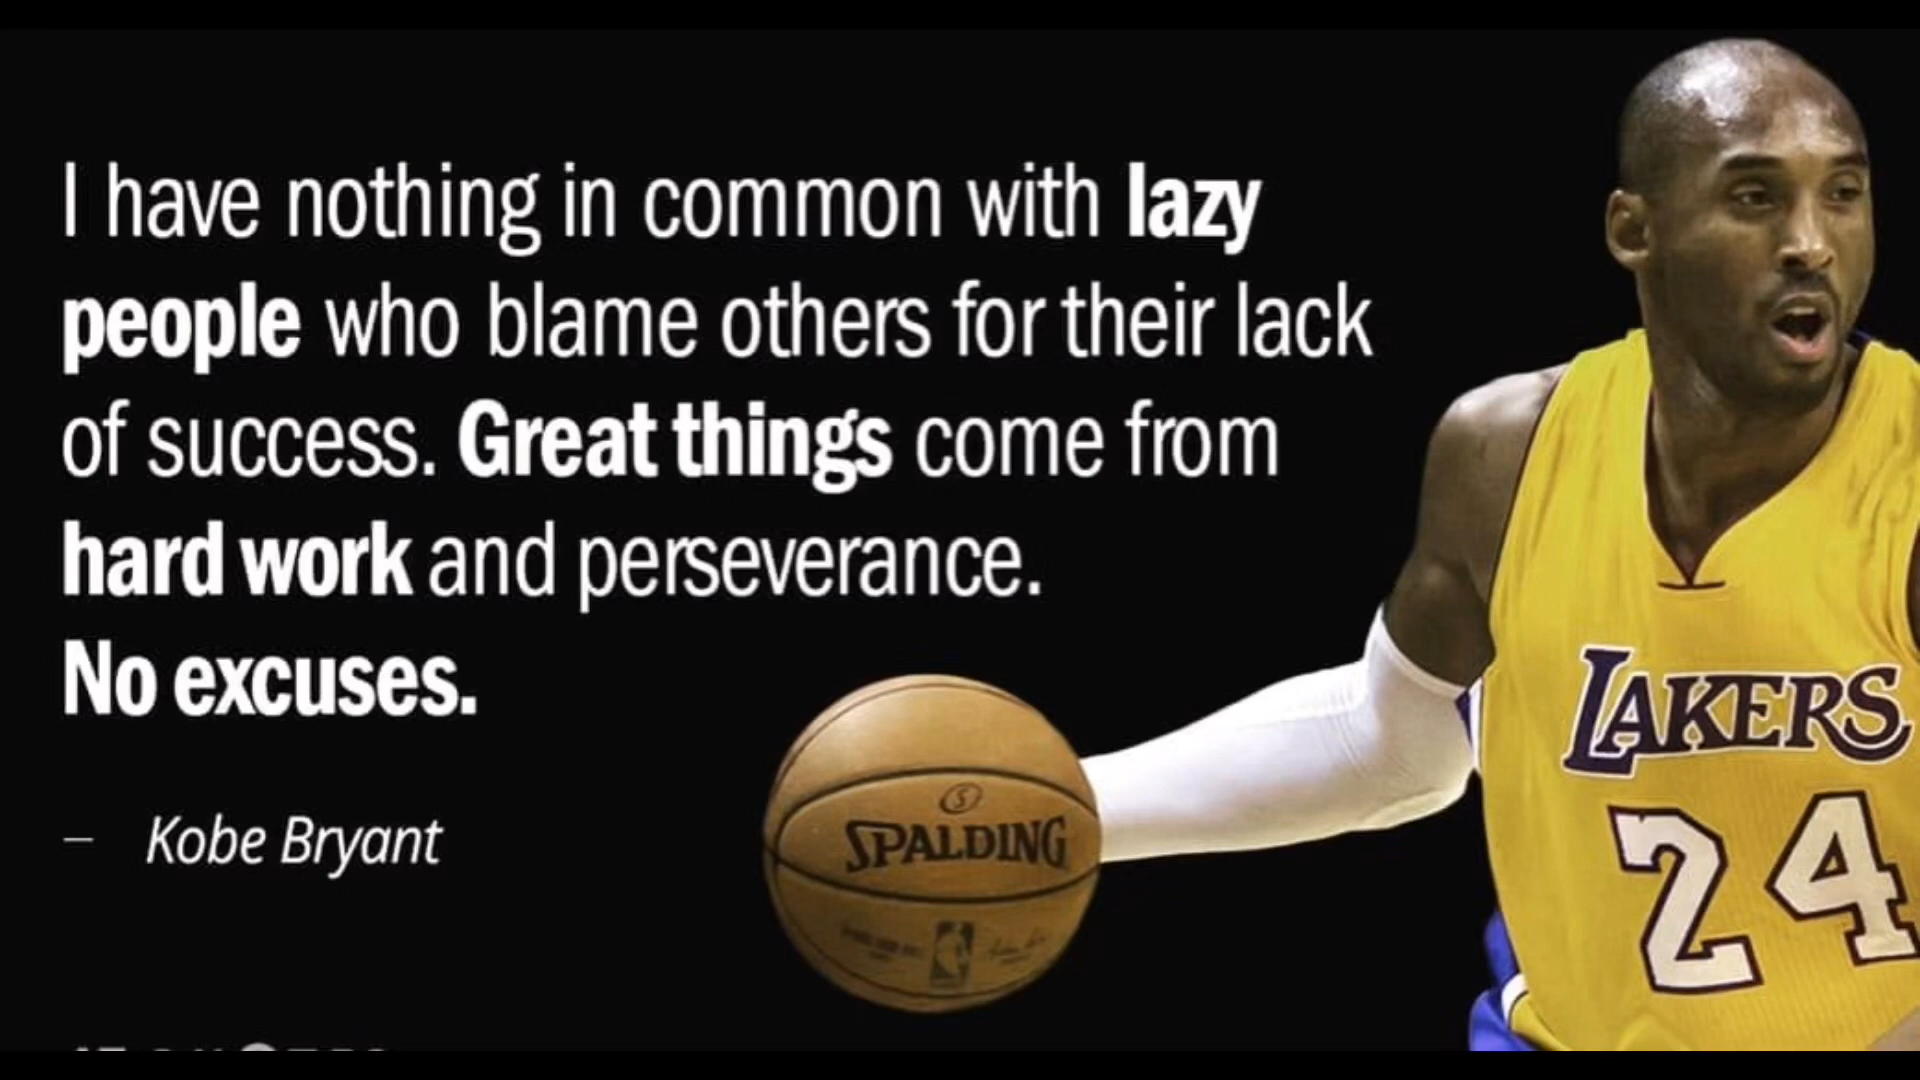 I have nothing in common with lazy
people who blame others for their lack
of success. Great things come from
hard work and perseverance.
No excuses.
– Kobe Bryant
SPALDING
LAKERS
24